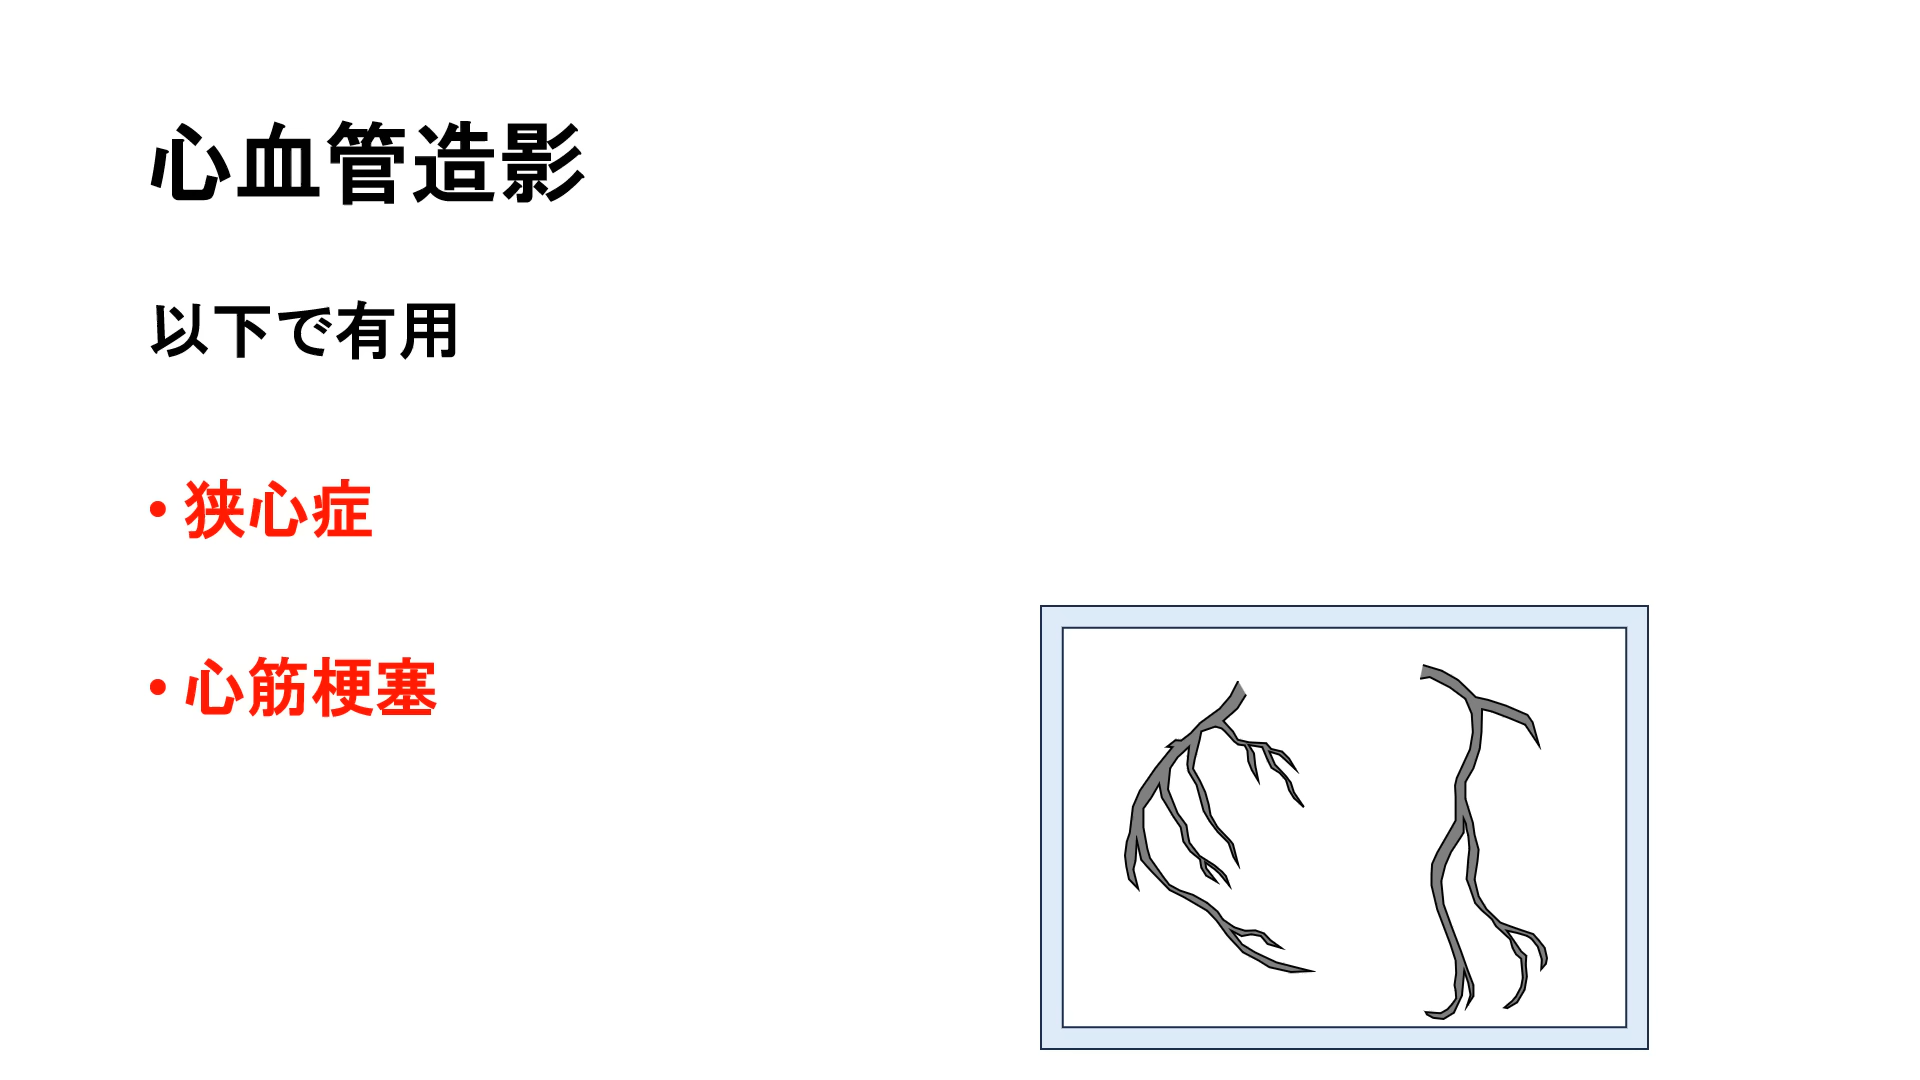 心血管造影
以下で有用
• 狭心症
• 心筋梗塞